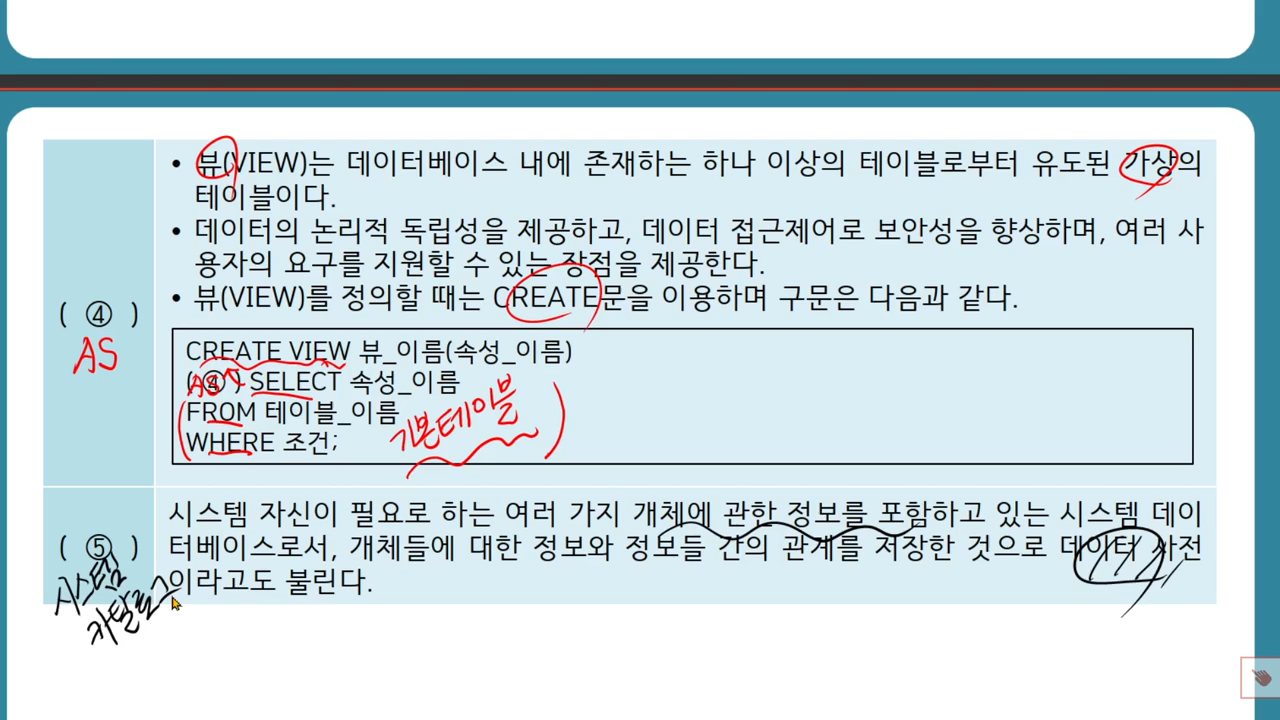 • 뷰(VIEW)는 데이터베이스 내에 존재하는 하나 이상의 테이블로부터 유도된 가상의
테이블이다.
• 데이터의 논리적 독립성을 제공하고, 데이터 접근제어로 보안성을 향상하며, 여러 사
용자의 요구를 지원할 수 있는 장점을 제공한다.
• 뷰(VIEW)를 정의할 때는 CREATE문을 이용하며 구문은 다음과 같다.
( ④ )
AS
CREATE VIEW 뷰_이름(속성_이름)
( ④ ) SELECT 속성_이름
AS
FROM 테이블_이름
WHERE 조건;
기본테이블
( ⑤ )
시스템
카탈로그
시스템 자신이 필요로 하는 여러 가지 개체에 관한 정보를 포함하고 있는 시스템 데이
터베이스로서, 개체들에 대한 정보와 정보들 간의 관계를 저장한 것으로 데이터 사전
이라고도 불린다.